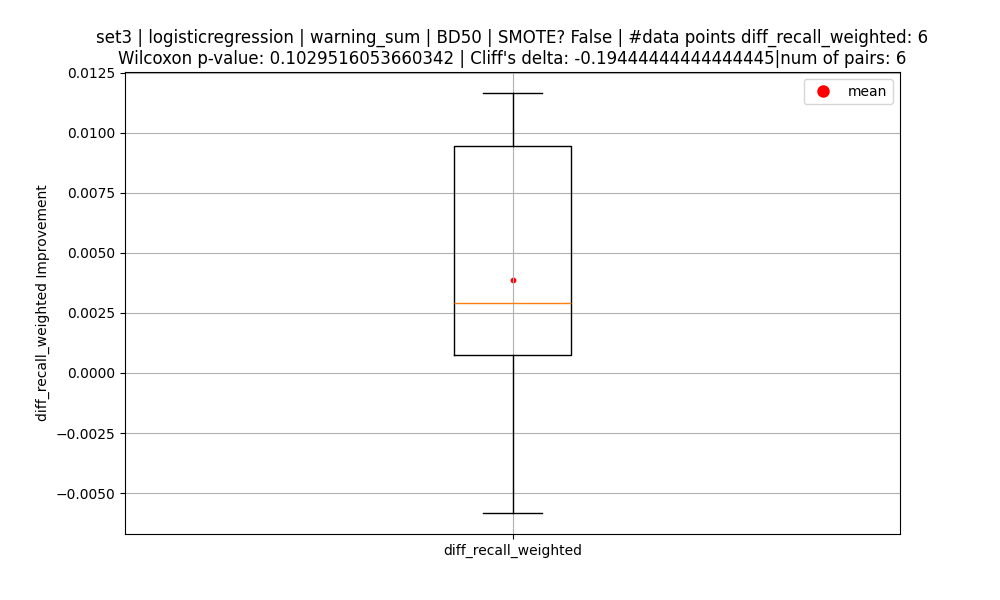 set3 | logisticregression | warning_sum | BD50 | SMOTE? False | #data points diff_recall_weighted: 6
Wilcoxon p-value: 0.1029516053660342 | Cliff's delta: -0.19444444444444445|num of pairs: 6
mean
0.0125
0.0100
0.0075
0.0050
0.0025
0.0000
−0.0025
−0.0050
diff_recall_weighted Improvement
diff_recall_weighted